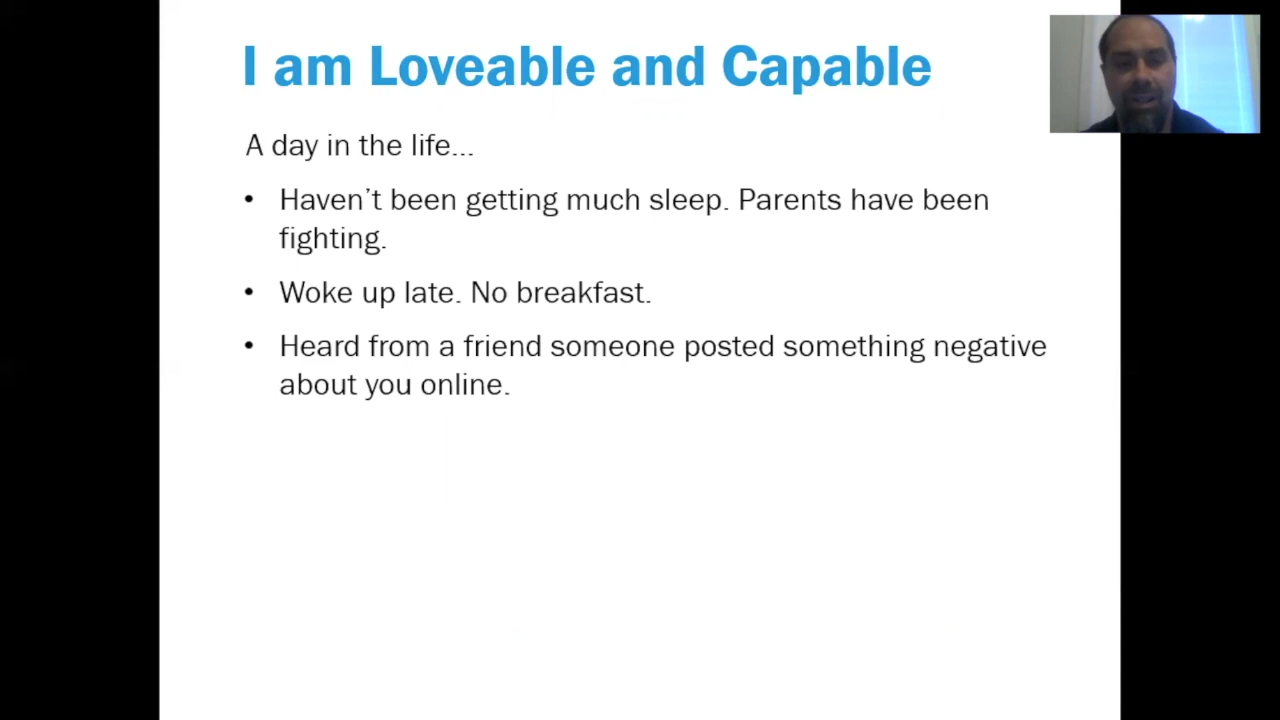 I am Loveable and Capable
A day in the life...
• Haven't been getting much sleep. Parents have been
fighting.
• Woke up late. No breakfast.
• Heard from a friend someone posted something negative
about you online.